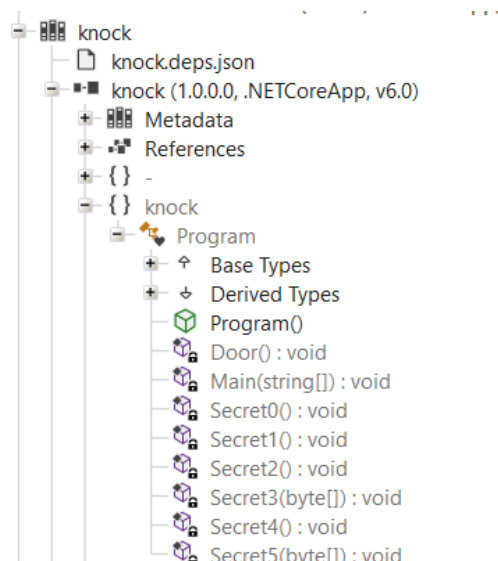 knock
knock.deps.json
knock (1.0.0.0, .NETCoreApp, v6.0)
Metadata
References
{ } -
{ } knock
Program
Base Types
Derived Types
Program()
Door() : void
Main(string[]) : void
Secret0() : void
Secret1() : void
Secret2() : void
Secret3(byte[]) : void
Secret4() : void
Secret5(byte[]) : void